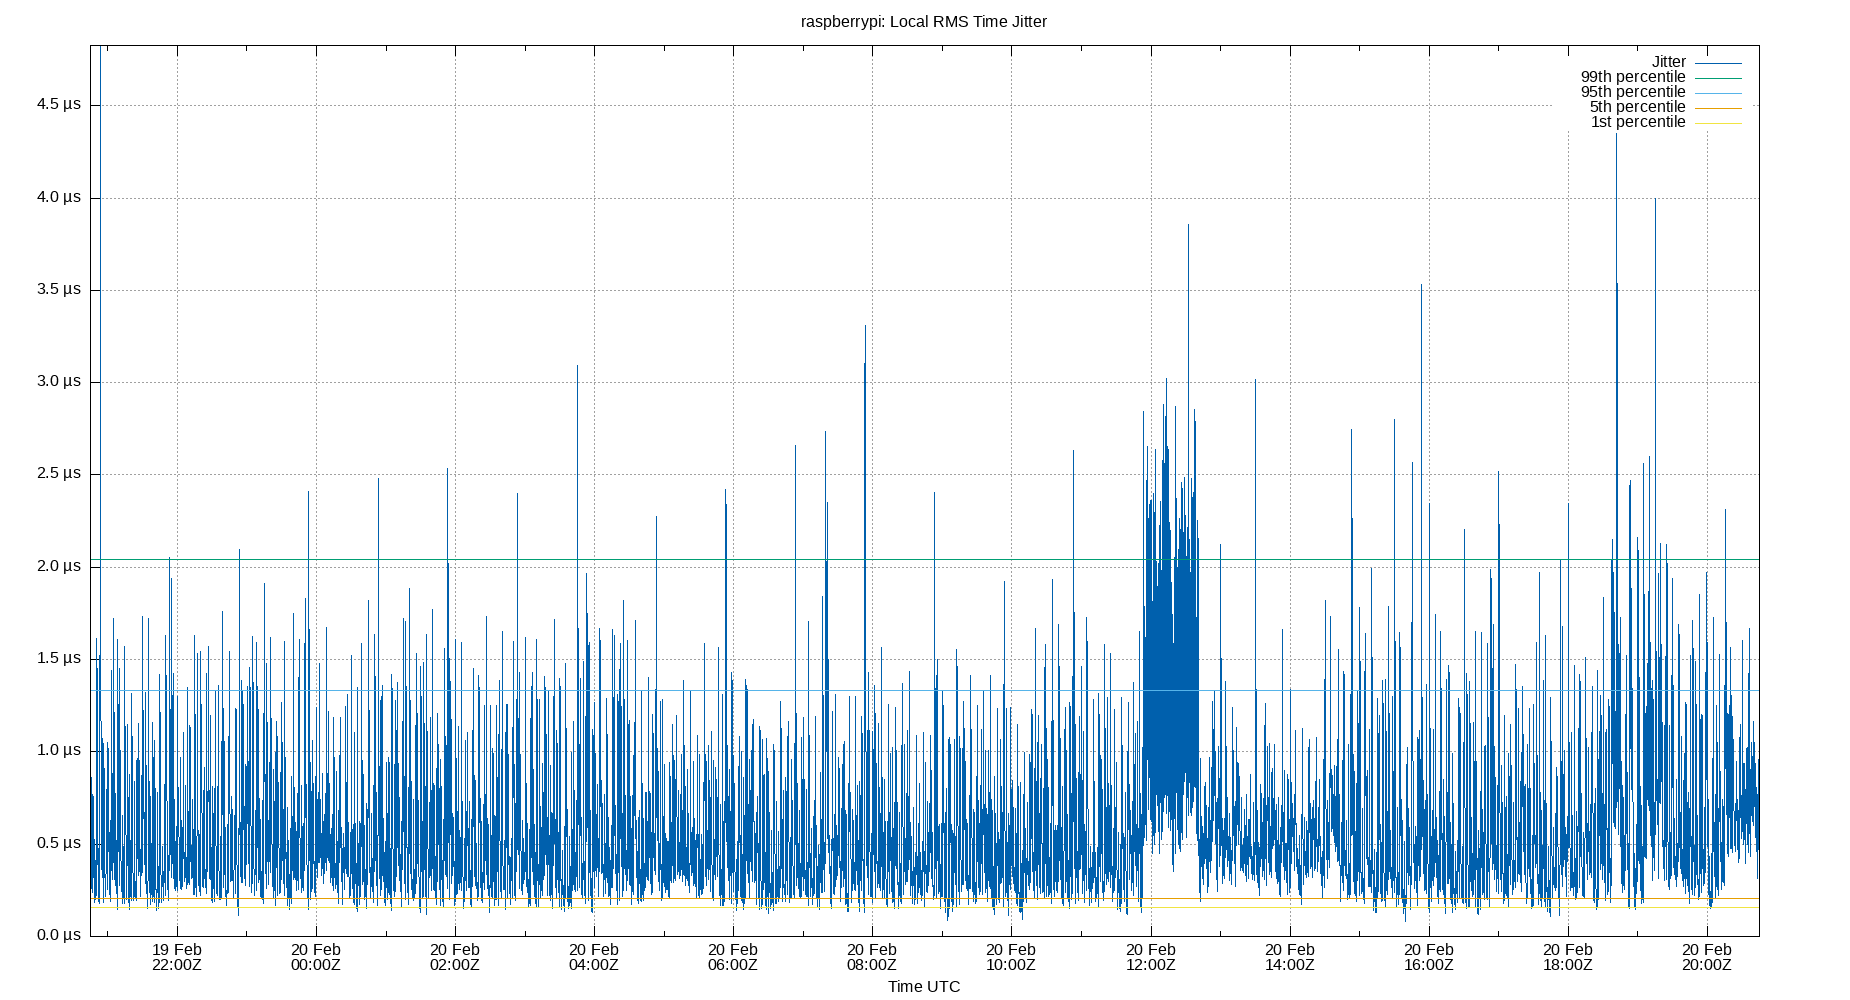 raspberrypi: Local RMS Time Jitter
Jitter
99th percentile
95th percentile
5th percentile
1st percentile
4.5 µs
4.0 µs
3.5 µs
3.0 µs
2.5 µs
2.0 µs
1.5 µs
1.0 µs
0.5 µs
0.0 µs
19 Feb 20 Feb 20 Feb 20 Feb 20 Feb 20 Feb 20 Feb 20 Feb 20 Feb 20 Feb 20 Feb 20 Feb
22:00Z 00:00Z 02:00Z 04:00Z 06:00Z 08:00Z 10:00Z 12:00Z 14:00Z 16:00Z 18:00Z 20:00Z
Time UTC